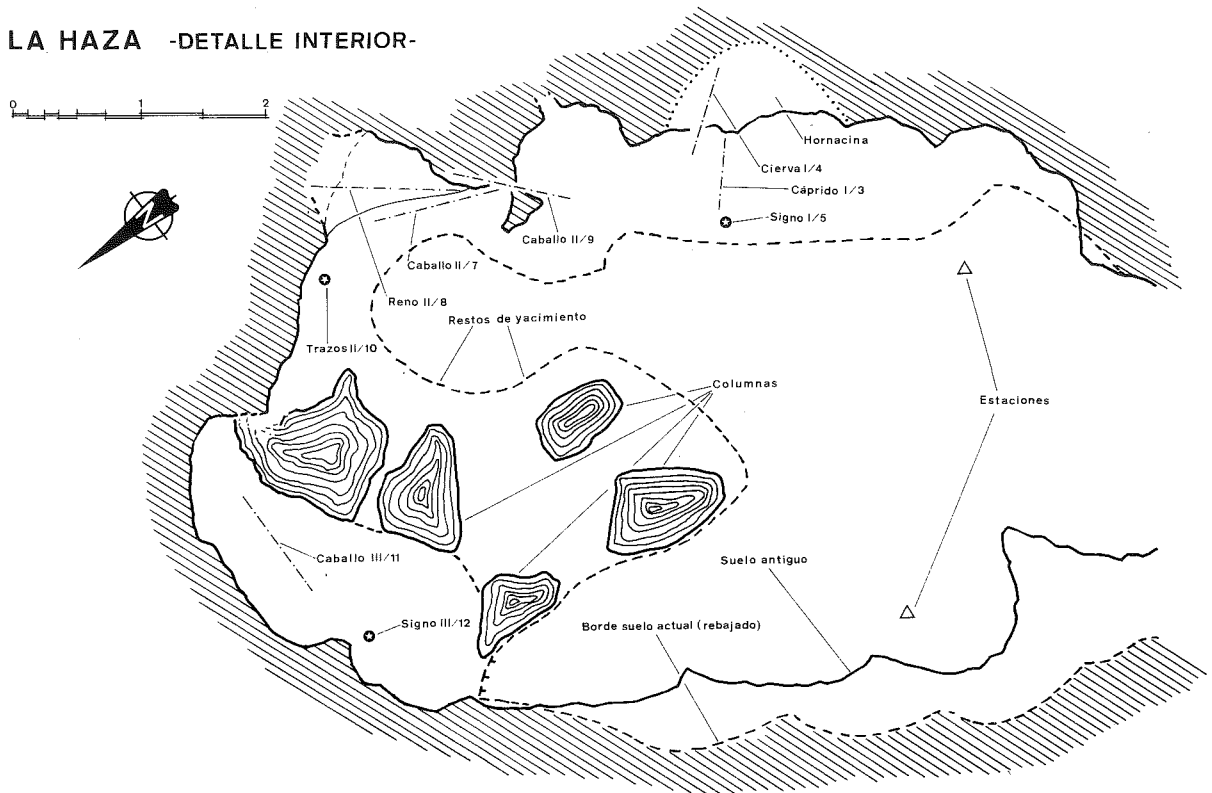 LA HAZA -DETALLE INTERIOR-
0 1 2
N
Hornacina
Cierva I/4
Cáprido I/3
Signo I/5
Caballo II/9
Caballo II/7
Reno II/8
Restos de yacimiento
Trazos II/10
Columnas
Estaciones
Caballo III/11
Suelo antiguo
Signo III/12
Borde suelo actual (rebajado)